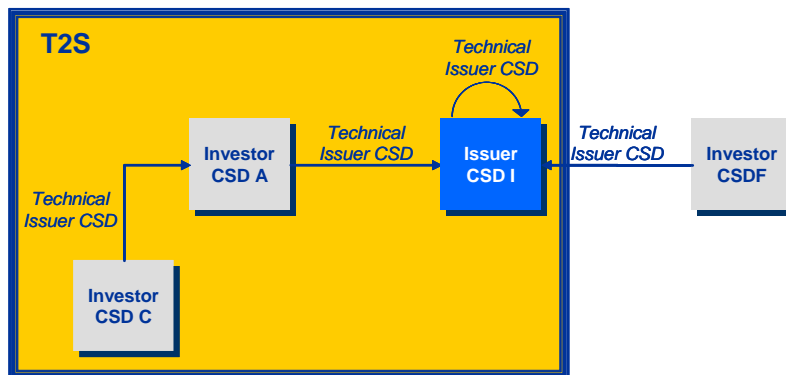 T2S
Technical
Issuer CSD
Investor
CSD A
Technical
Issuer CSD
Issuer
CSD I
Technical
Issuer CSD
Investor
CSDF
Technical
Issuer CSD
Investor
CSD C